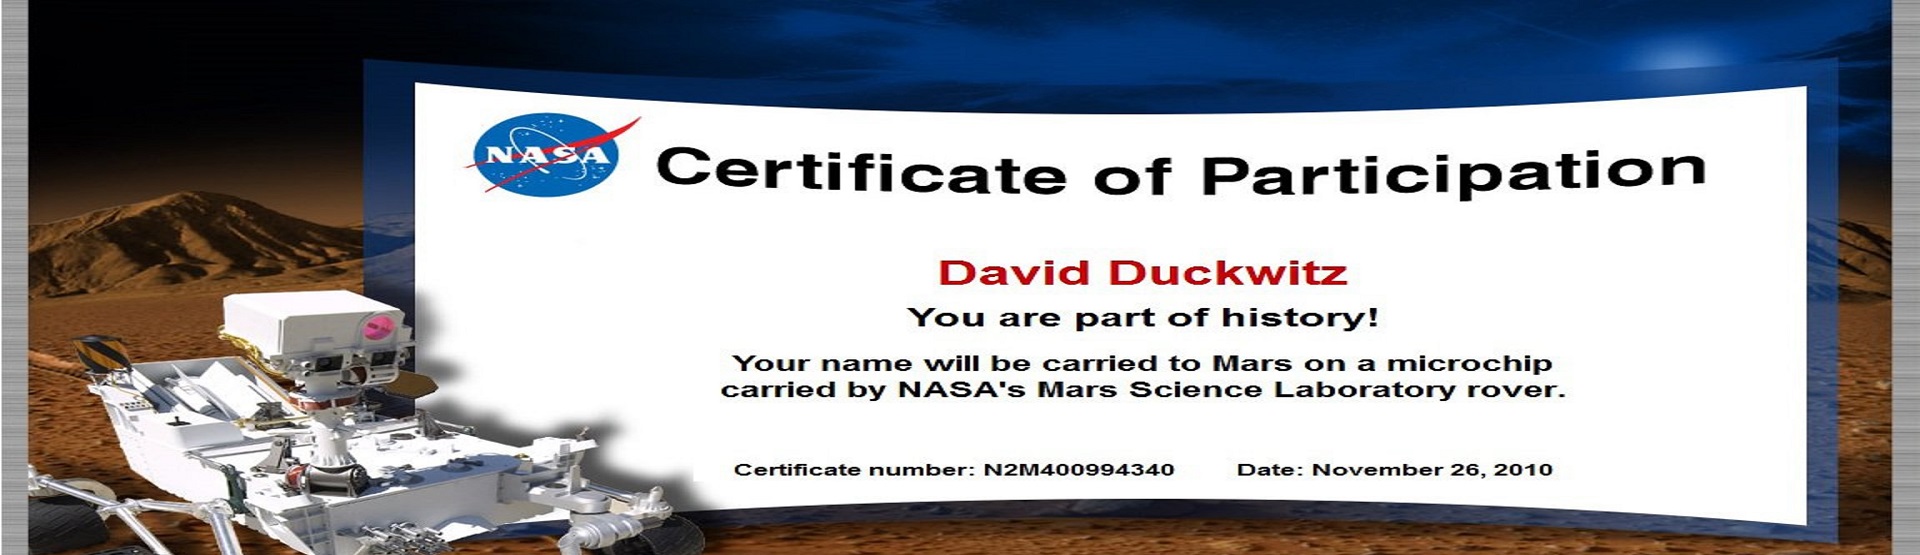 NASA
Certificate of Participation
David Duckwitz
You are part of history!
Your name will be carried to Mars on a microchip
carried by NASA's Mars Science Laboratory rover.
Certificate number: N2M400994340 Date: November 26, 2010